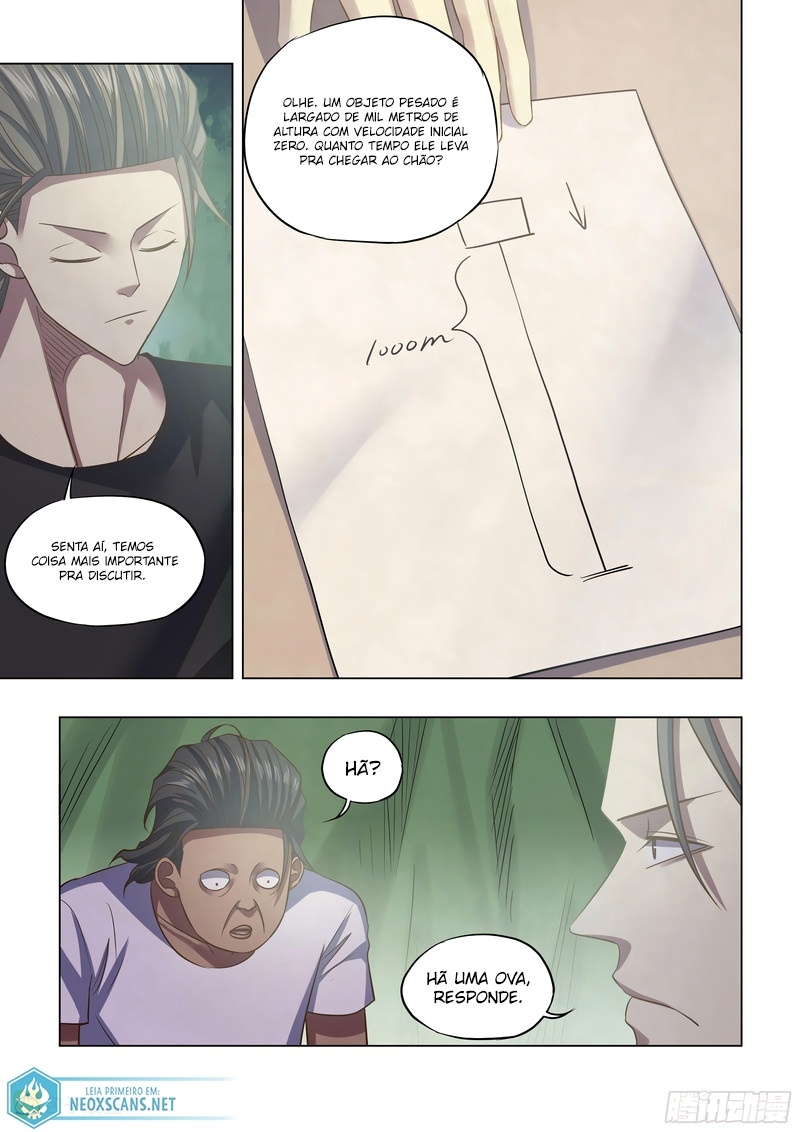 OLHE. UM OBJETO PESADO É
LARGADO DE MIL METROS DE
ALTURA COM VELOCIDADE INICIAL
ZERO. QUANTO TEMPO ELE LEVA
PRA CHEGAR AO CHÃO?
1000m
SENTA AÍ, TEMOS
COISA MAIS IMPORTANTE
PRA DISCUTIR.
HÃ?
HÃ UMA OVA,
RESPONDE.
LEIA PRIMEIRO EM:
NEOXSCANS.NET
腾讯动漫